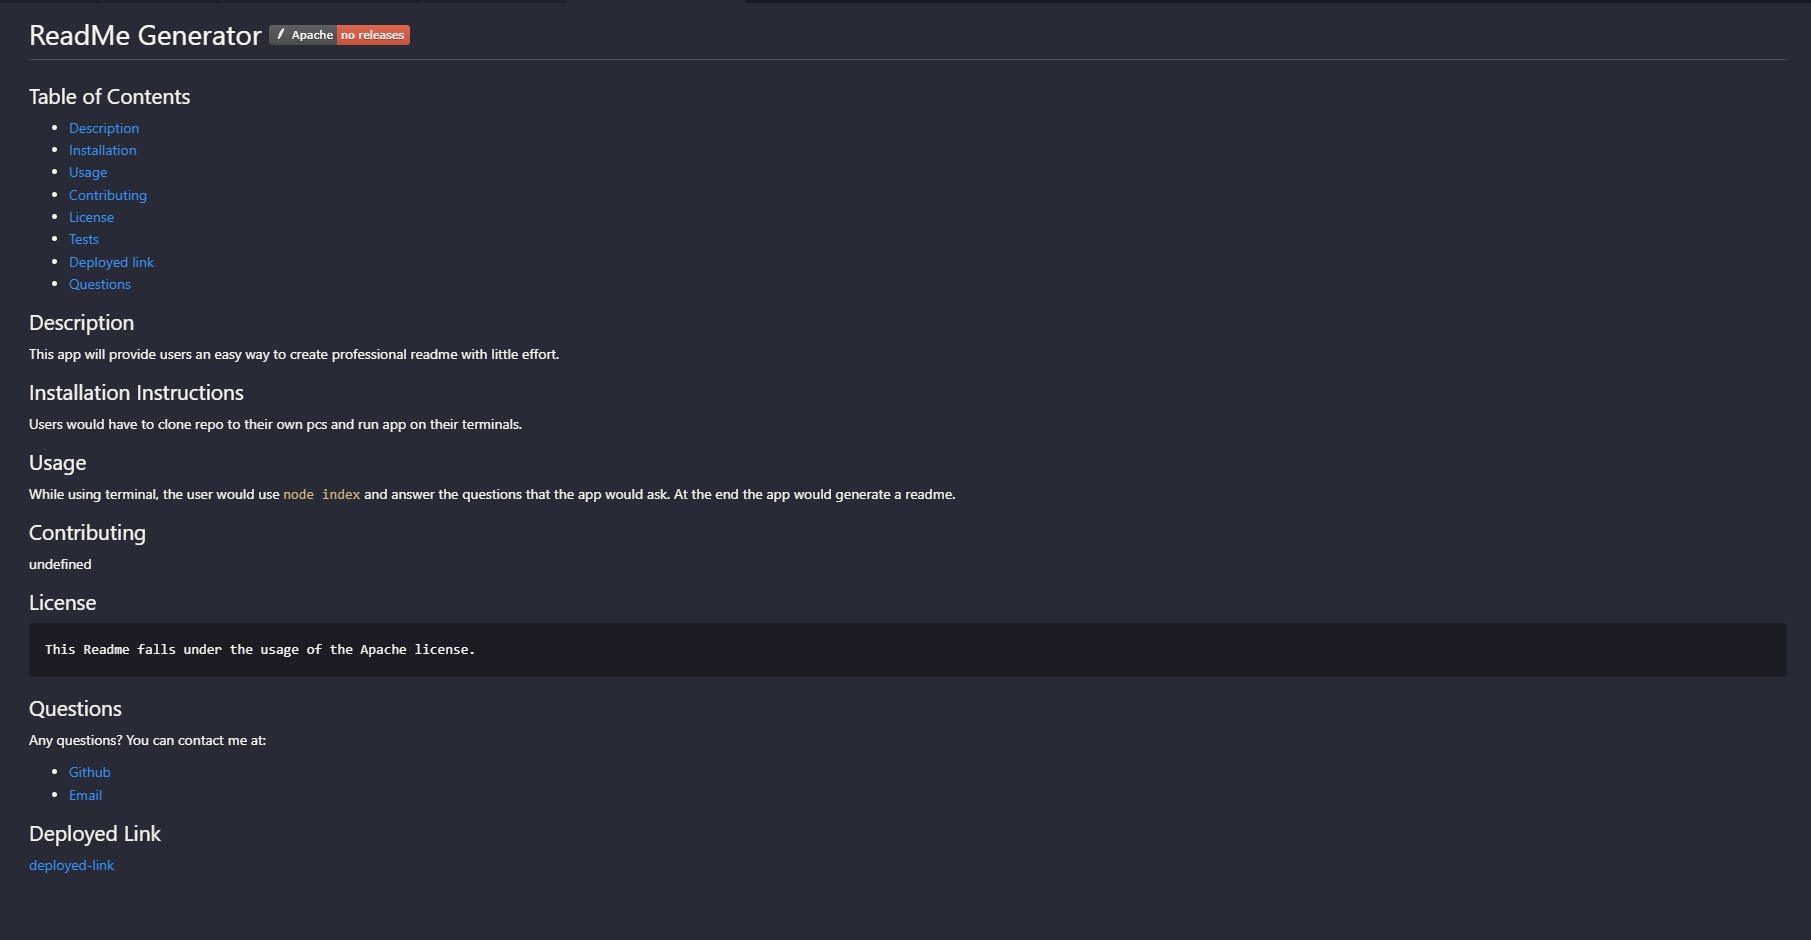 ReadMe Generator Apache no releases
Table of Contents
Description
Installation
Usage
Contributing
License
Tests
Deployed link
Questions
Description
This app will provide users an easy way to create professional readme with little effort.
Installation Instructions
Users would have to clone repo to their own pcs and run app on their terminals.
Usage
While using terminal, the user would use node index and answer the questions that the app would ask. At the end the app would generate a readme.
Contributing
undefined
License
This Readme falls under the usage of the Apache license.
Questions
Any questions? You can contact me at:
Github
Email
Deployed Link
deployed-link